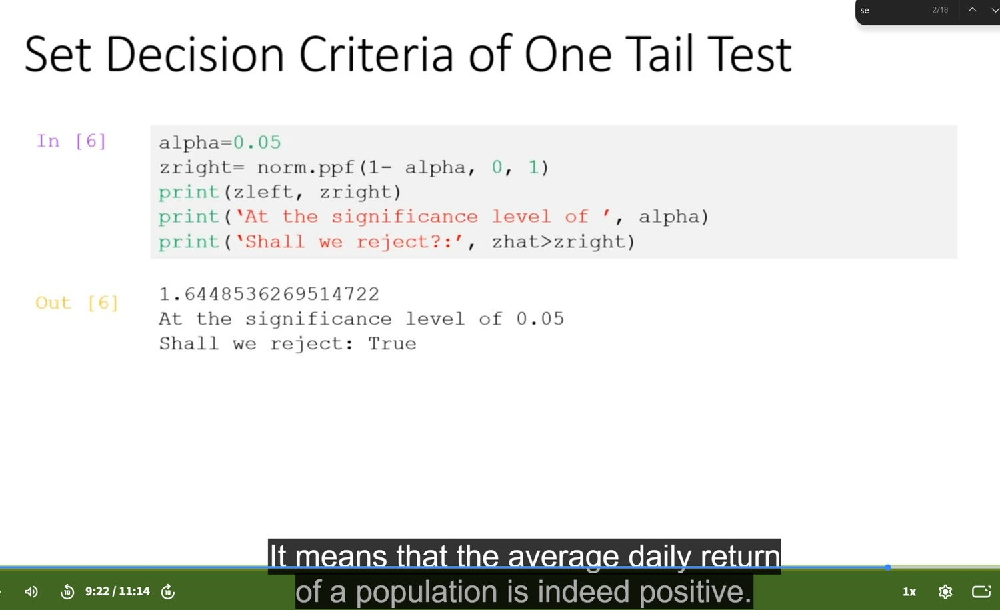 se 2/18
Set Decision Criteria of One Tail Test
In [6]
alpha=0.05
zright= norm.ppf(1- alpha, 0, 1)
print(zleft, zright)
print(‘At the significance level of ’, alpha)
print(‘Shall we reject?:’, zhat>zright)
Out [6]
1.6448536269514722
At the significance level of 0.05
Shall we reject: True
It means that the average daily return
of a population is indeed positive.
10 9:22 / 11:14 10 1x